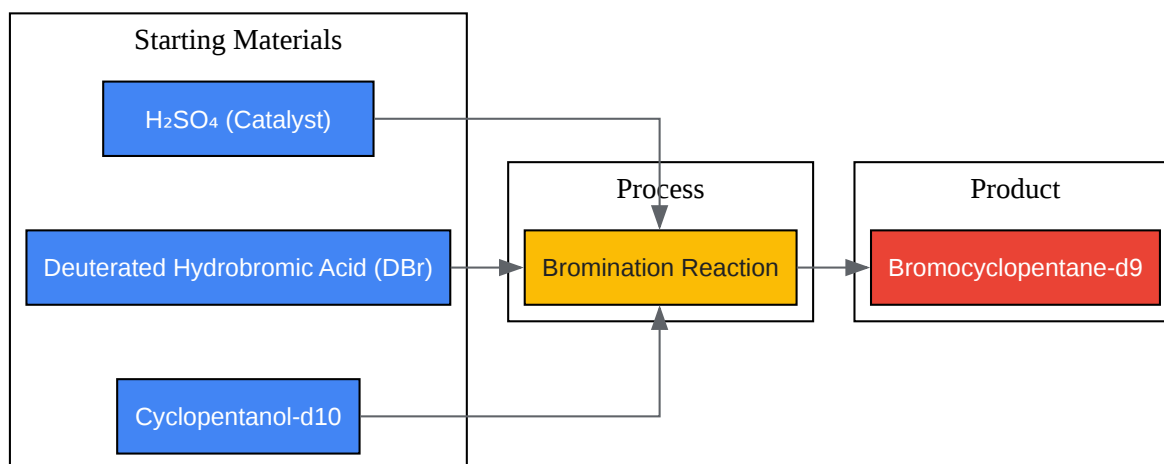 Starting Materials
H₂SO₄ (Catalyst)
Deuterated Hydrobromic Acid (DBr)
Cyclopentanol-d10
Process
Bromination Reaction
Product
Bromocyclopentane-d9